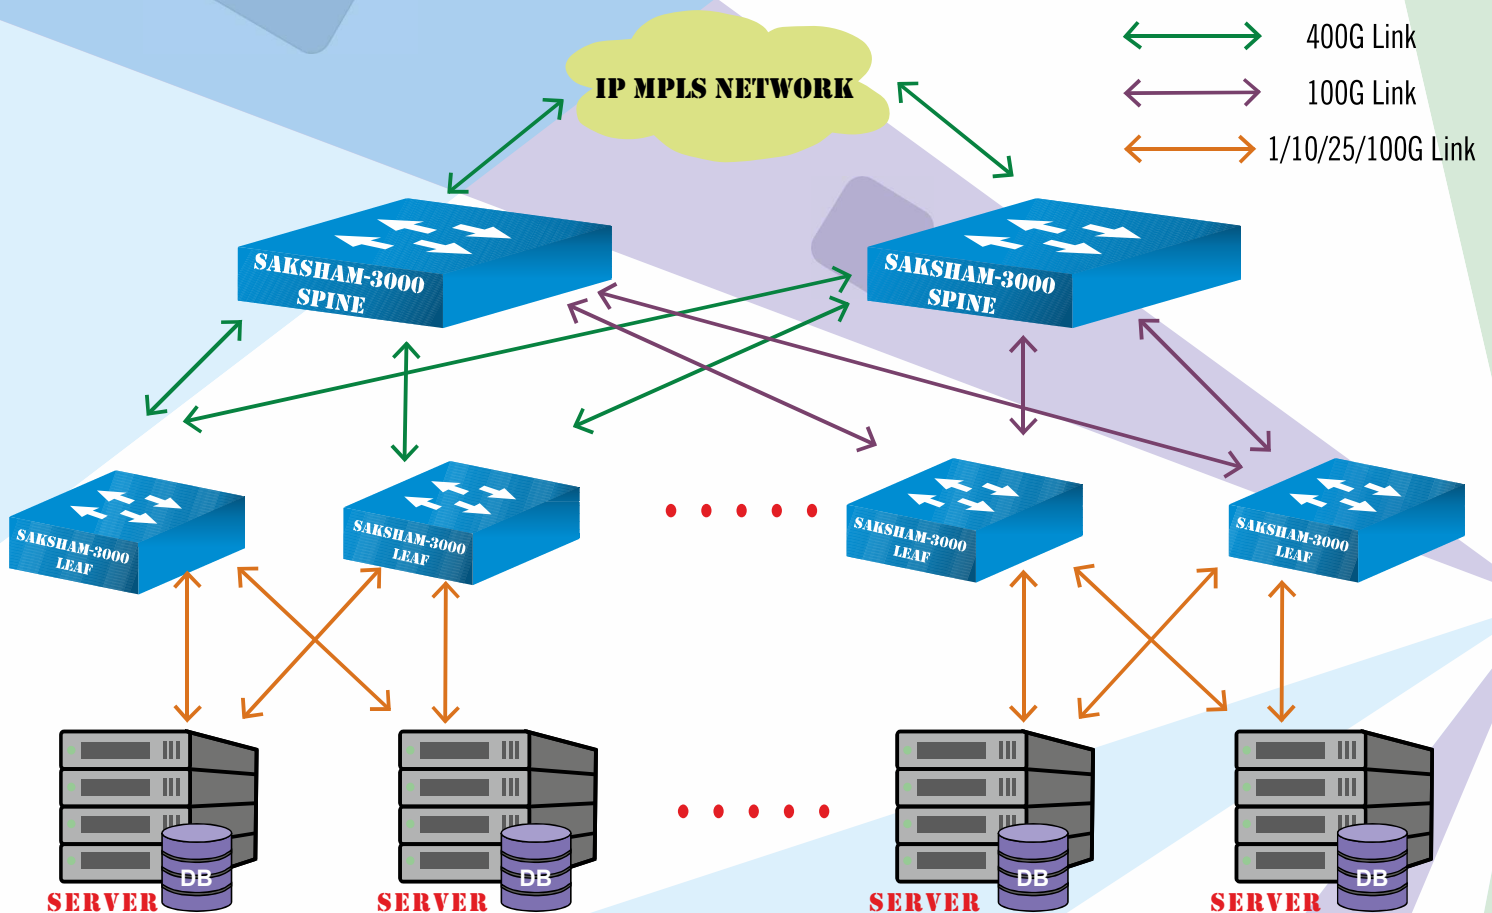 IP MPLS NETWORK
400G Link
100G Link
1/10/25/100G Link
SAKSHAM-3000
SPINE
SAKSHAM-3000
SPINE
SAKSHAM-3000
LEAF
SAKSHAM-3000
LEAF
SAKSHAM-3000
LEAF
SAKSHAM-3000
LEAF
DB
DB
DB
DB
SERVER
SERVER
SERVER
SERVER